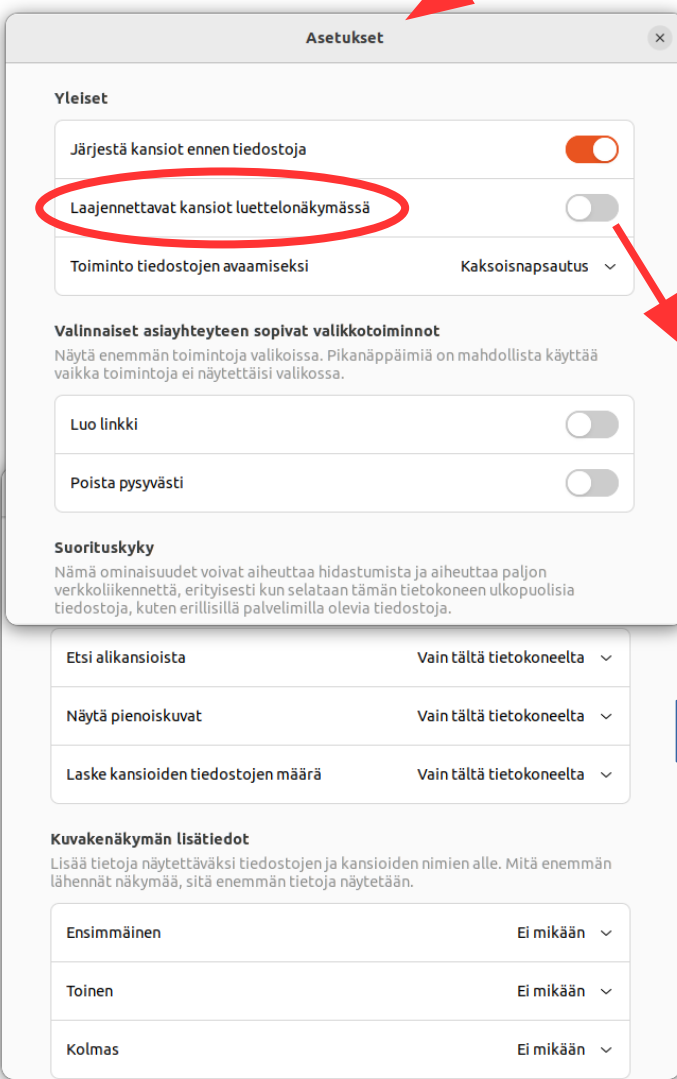 Asetukset
Yleiset
Järjestä kansiot ennen tiedostoja
Laajennettavat kansiot luettelonäkymässä
Toiminto tiedostojen avaamiseksi Kaksoisnapsautus
Valinnaiset asiayhteyteen sopivat valikkotoiminnot
Näytä enemmän toimintoja valikoissa. Pikanäppäimiä on mahdollista käyttää
vaikka toimintoja ei näytettäisi valikossa.
Luo linkki
Poista pysyvästi
Suorituskyky
Nämä ominaisuudet voivat aiheuttaa hidastumista ja aiheuttaa paljon
verkkoliikennettä, erityisesti kun selataan tämän tietokoneen ulkopuolisia
tiedostoja, kuten erillisillä palvelimilla olevia tiedostoja.
Etsi alikansioista Vain tältä tietokoneelta
Näytä pienoiskuvat Vain tältä tietokoneelta
Laske kansioiden tiedostojen määrä Vain tältä tietokoneelta
Kuvakenäkymän lisätiedot
Lisää tietoja näytettäväksi tiedostojen ja kansioiden nimien alle. Mitä enemmän
lähennät näkymää, sitä enemmän tietoja näytetään.
Ensimmäinen Ei mikään
Toinen Ei mikään
Kolmas Ei mikään